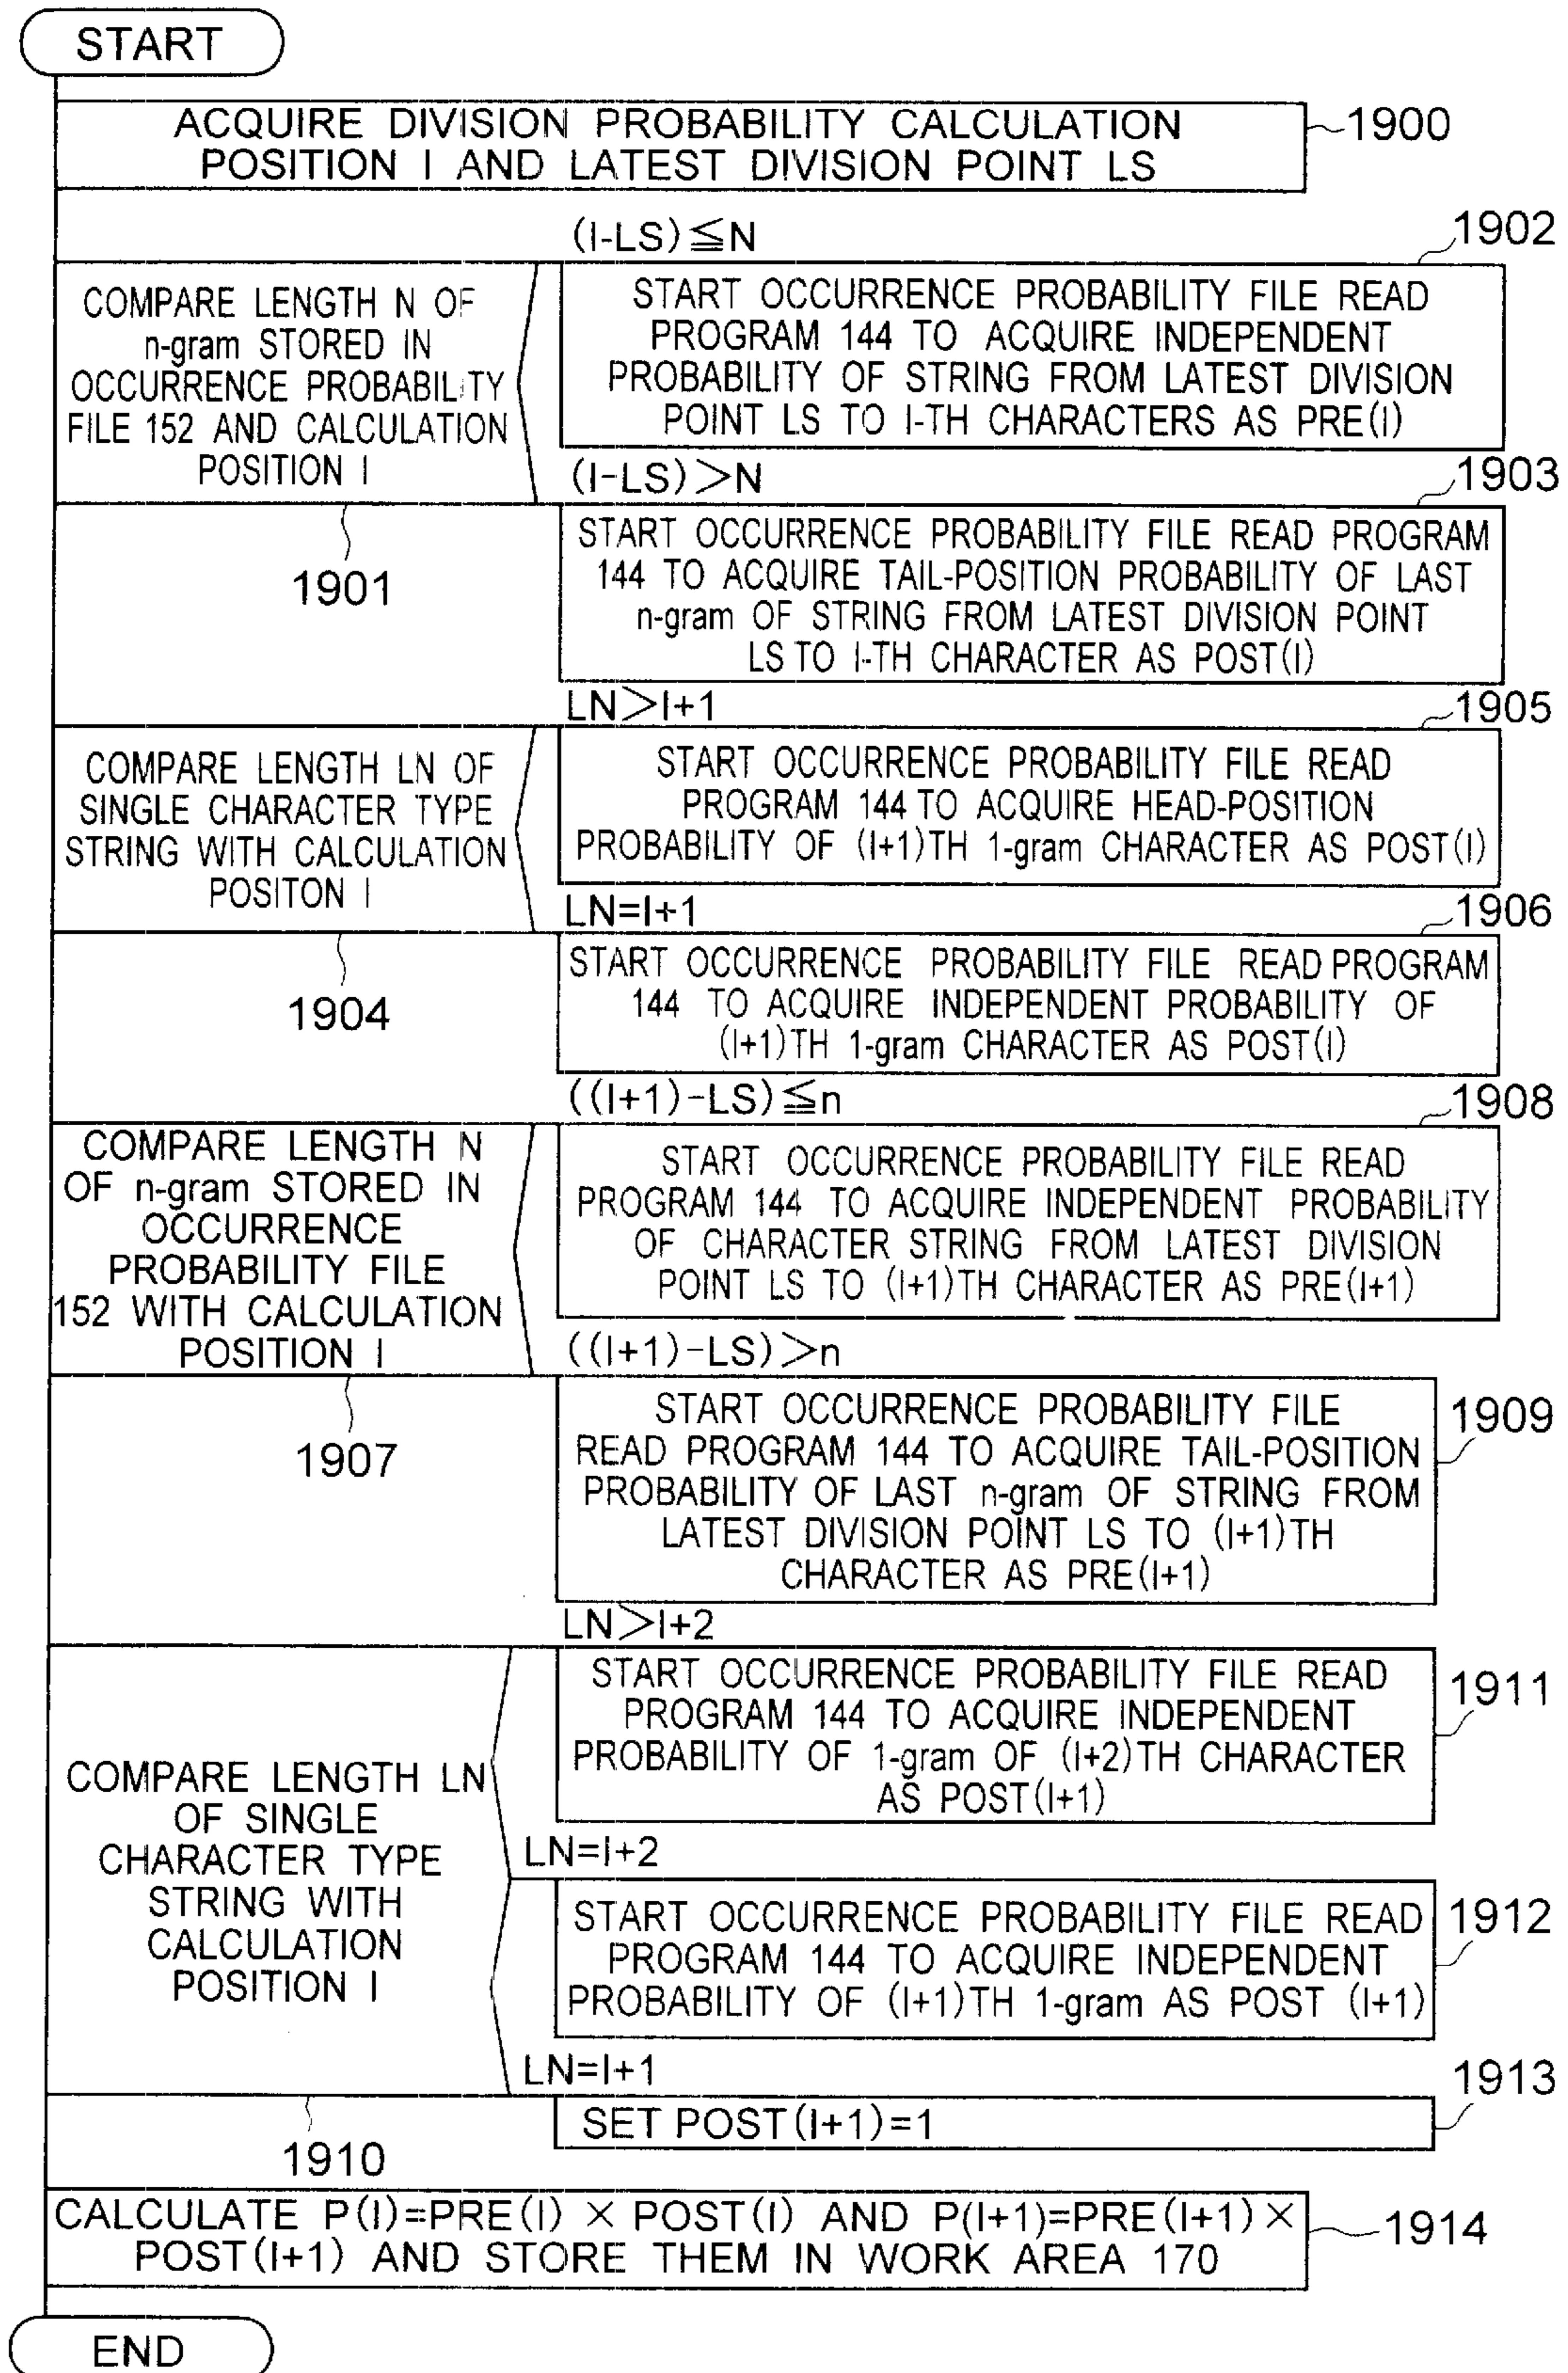 START
ACQUIRE DIVISION PROBABILITY CALCULATION
POSITION I AND LATEST DIVISION POINT LS
1900
(I-LS)≦N
1902
COMPARE LENGTH N OF
n-gram STORED IN
OCCURRENCE PROBABILITY
FILE 152 AND CALCULATION
POSITION I
START OCCURRENCE PROBABILITY FILE READ
PROGRAM 144 TO ACQUIRE INDEPENDENT
PROBABILITY OF STRING FROM LATEST DIVISION
POINT LS TO I-TH CHARACTERS AS PRE(I)
(I-LS)>N
1903
1901
START OCCURRENCE PROBABILITY FILE READ PROGRAM
144 TO ACQUIRE TAIL-POSITION PROBABILITY OF LAST
n-gram OF STRING FROM LATEST DIVISION POINT
LS TO I-TH CHARACTER AS POST(I)
LN>I+1
1905
COMPARE LENGTH LN OF
SINGLE CHARACTER TYPE
STRING WITH CALCULATION
POSITON I
START OCCURRENCE PROBABILITY FILE READ
PROGRAM 144 TO ACQUIRE HEAD-POSITION
PROBABILITY OF (I+1)TH 1-gram CHARACTER AS POST(I)
LN=I+1
1906
1904
START OCCURRENCE PROBABILITY FILE READ PROGRAM
144 TO ACQUIRE INDEPENDENT PROBABILITY OF
(I+1)TH 1-gram CHARACTER AS POST(I)
((I+1)-LS)≦n
1908
COMPARE LENGTH N
OF n-gram STORED IN
OCCURRENCE
PROBABILITY FILE
152 WITH CALCULATION
POSITION I
START OCCURRENCE PROBABILITY FILE READ
PROGRAM 144 TO ACQUIRE INDEPENDENT PROBABILITY
OF CHARACTER STRING FROM LATEST DIVISION
POINT LS TO (I+1)TH CHARACTER AS PRE(I+1)
((I+1)-LS)>n
1907
START OCCURRENCE PROBABILITY FILE
READ PROGRAM 144 TO ACQUIRE TAIL-POSITION
PROBABILITY OF LAST n-gram OF STRING FROM
LATEST DIVISION POINT LS TO (I+1)TH
CHARACTER AS PRE(I+1)
1909
LN>I+2
COMPARE LENGTH LN
OF SINGLE
CHARACTER TYPE
STRING WITH
CALCULATION
POSITION I
START OCCURRENCE PROBABILITY FILE READ
PROGRAM 144 TO ACQUIRE INDEPENDENT
PROBABILITY OF 1-gram OF (I+2)TH CHARACTER
AS POST(I+1)
1911
LN=I+2
START OCCURRENCE PROBABILITY FILE READ
PROGRAM 144 TO ACQUIRE INDEPENDENT
PROBABILITY OF (I+1)TH 1-gram AS POST (I+1)
1912
LN=I+1
1913
SET POST(I+1)=1
1910
CALCULATE P(I)=PRE(I) × POST(I) AND P(I+1)=PRE(I+1)×
POST(I+1) AND STORE THEM IN WORK AREA 170
1914
END